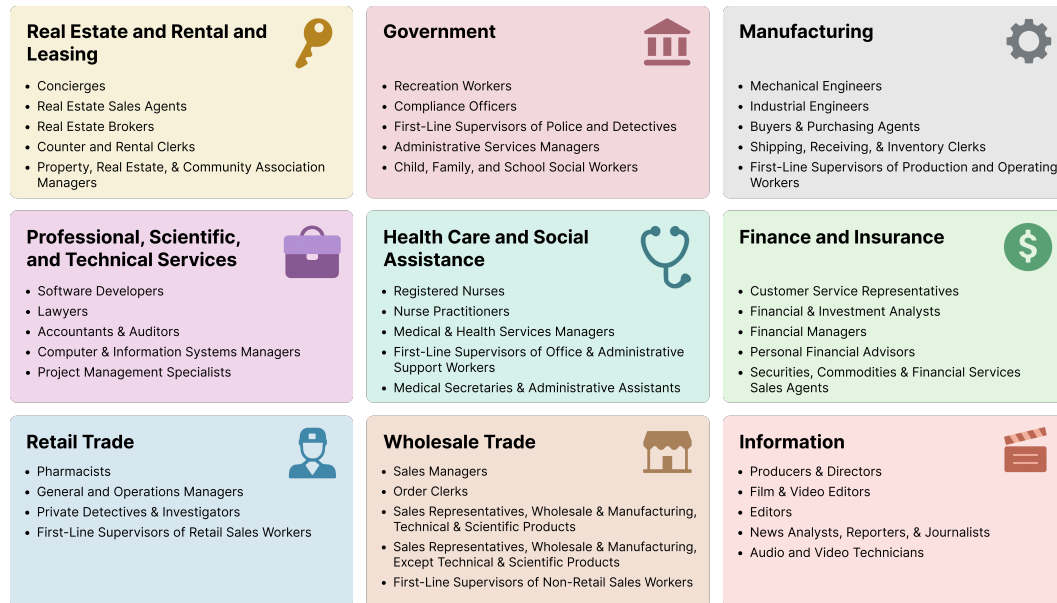 Real Estate and Rental and
Leasing
• Concierges
• Real Estate Sales Agents
• Real Estate Brokers
• Counter and Rental Clerks
• Property, Real Estate, & Community Association
Managers
Government
• Recreation Workers
• Compliance Officers
• First-Line Supervisors of Police and Detectives
• Administrative Services Managers
• Child, Family, and School Social Workers
Manufacturing
• Mechanical Engineers
• Industrial Engineers
• Buyers & Purchasing Agents
• Shipping, Receiving, & Inventory Clerks
• First-Line Supervisors of Production and Operating
Workers
Professional, Scientific,
and Technical Services
• Software Developers
• Lawyers
• Accountants & Auditors
• Computer & Information Systems Managers
• Project Management Specialists
Health Care and Social
Assistance
• Registered Nurses
• Nurse Practitioners
• Medical & Health Services Managers
• First-Line Supervisors of Office & Administrative
Support Workers
• Medical Secretaries & Administrative Assistants
Finance and Insurance
$
• Customer Service Representatives
• Financial & Investment Analysts
• Financial Managers
• Personal Financial Advisors
• Securities, Commodities & Financial Services
Sales Agents
Retail Trade
• Pharmacists
• General and Operations Managers
• Private Detectives & Investigators
• First-Line Supervisors of Retail Sales Workers
Wholesale Trade
• Sales Managers
• Order Clerks
• Sales Representatives, Wholesale & Manufacturing,
Technical & Scientific Products
• Sales Representatives, Wholesale & Manufacturing,
Except Technical & Scientific Products
• First-Line Supervisors of Non-Retail Sales Workers
Information
• Producers & Directors
• Film & Video Editors
• Editors
• News Analysts, Reporters, & Journalists
• Audio and Video Technicians